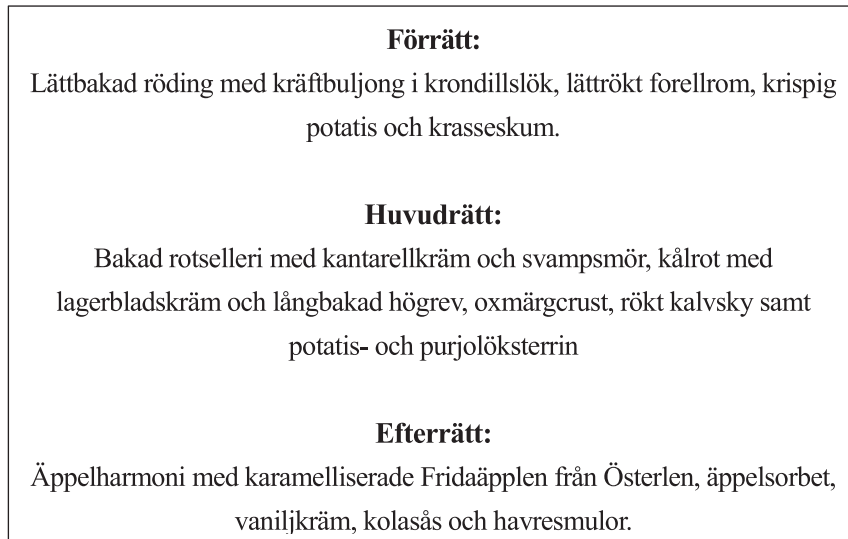 Förrätt:
Lättbakad röding med kräftbuljong i krondillslök, lättrökt forellrom, krispig
potatis och krasseskum.
Huvudrätt:
Bakad rotselleri med kantarellkräm och svampsmör, kålrot med
lagerbladskräm och långbakad högrev, oxmärgcrust, rökt kalvsky samt
potatis- och purjolöksterrin
Efterrätt:
Äppelharmoni med karamelliserade Fridaäpplen från Österlen, äppelsorbet,
vaniljkräm, kolasås och havresmulor.